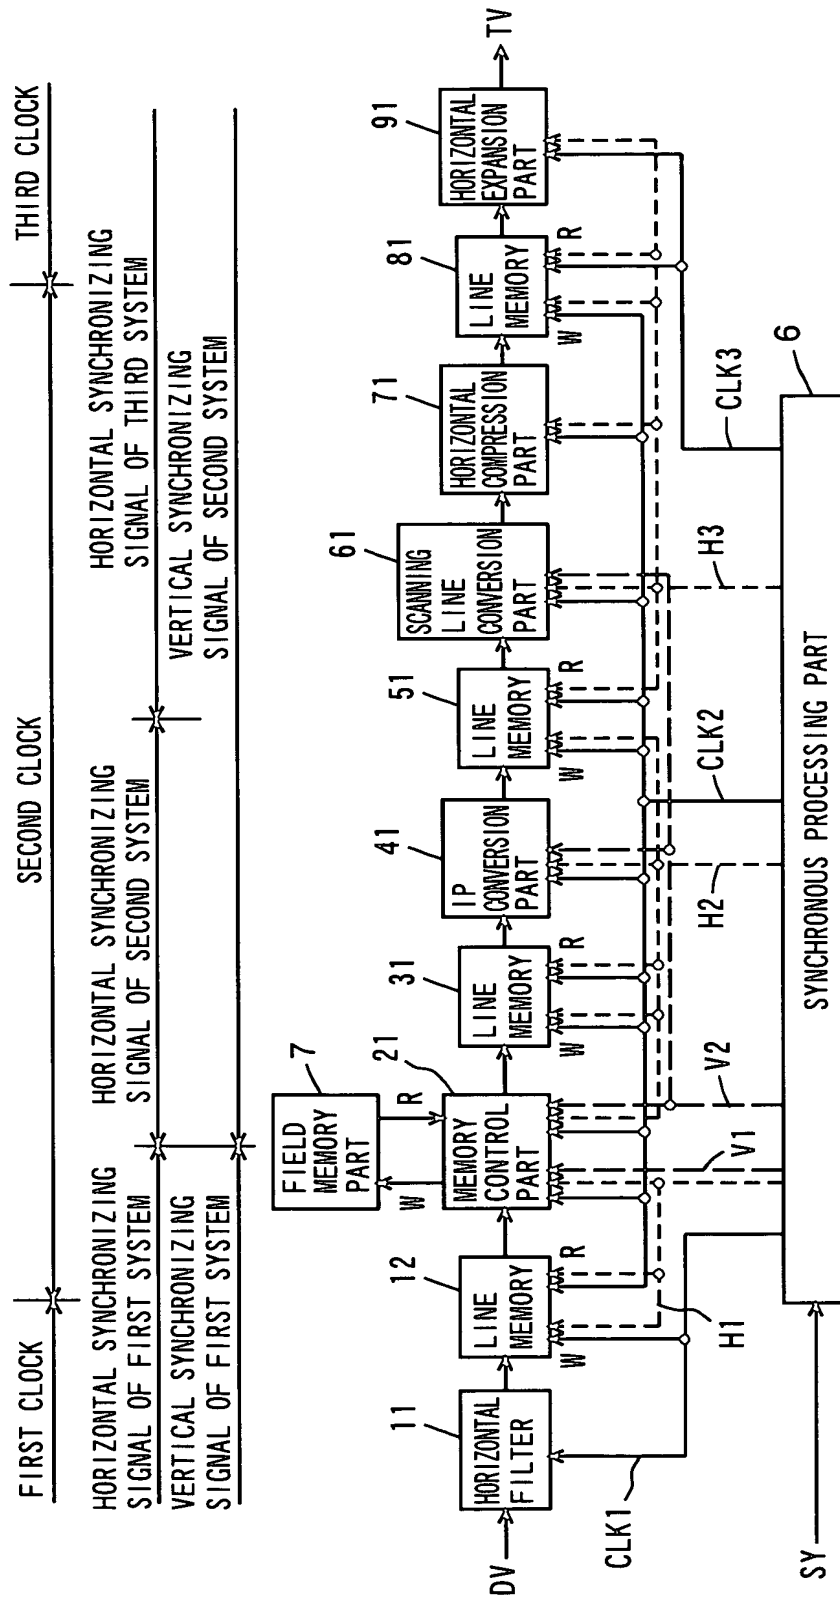 FIRST CLOCK
SECOND CLOCK
THIRD CLOCK
HORIZONTAL SYNCHRONIZING
SIGNAL OF FIRST SYSTEM
HORIZONTAL SYNCHRONIZING
SIGNAL OF SECOND SYSTEM
HORIZONTAL SYNCHRONIZING
SIGNAL OF THIRD SYSTEM
VERTICAL SYNCHRONIZING
SIGNAL OF FIRST SYSTEM
VERTICAL SYNCHRONIZING
SIGNAL OF SECOND SYSTEM
7
FIELD
MEMORY
PART
W
R
DV
11
HORIZONTAL
FILTER
12
LINE
MEMORY
W
R
21
MEMORY
CONTROL
PART
31
LINE
MEMORY
W
R
41
IP
CONVERSION
PART
51
LINE
MEMORY
W
R
61
SCANNING
LINE
CONVERSION
PART
71
HORIZONTAL
COMPRESSION
PART
81
LINE
MEMORY
W
R
91
HORIZONTAL
EXPANSION
PART
TV
CLK1
H1
V1
V2
H2
CLK2
H3
CLK3
6
SY
SYNCHRONOUS PROCESSING PART